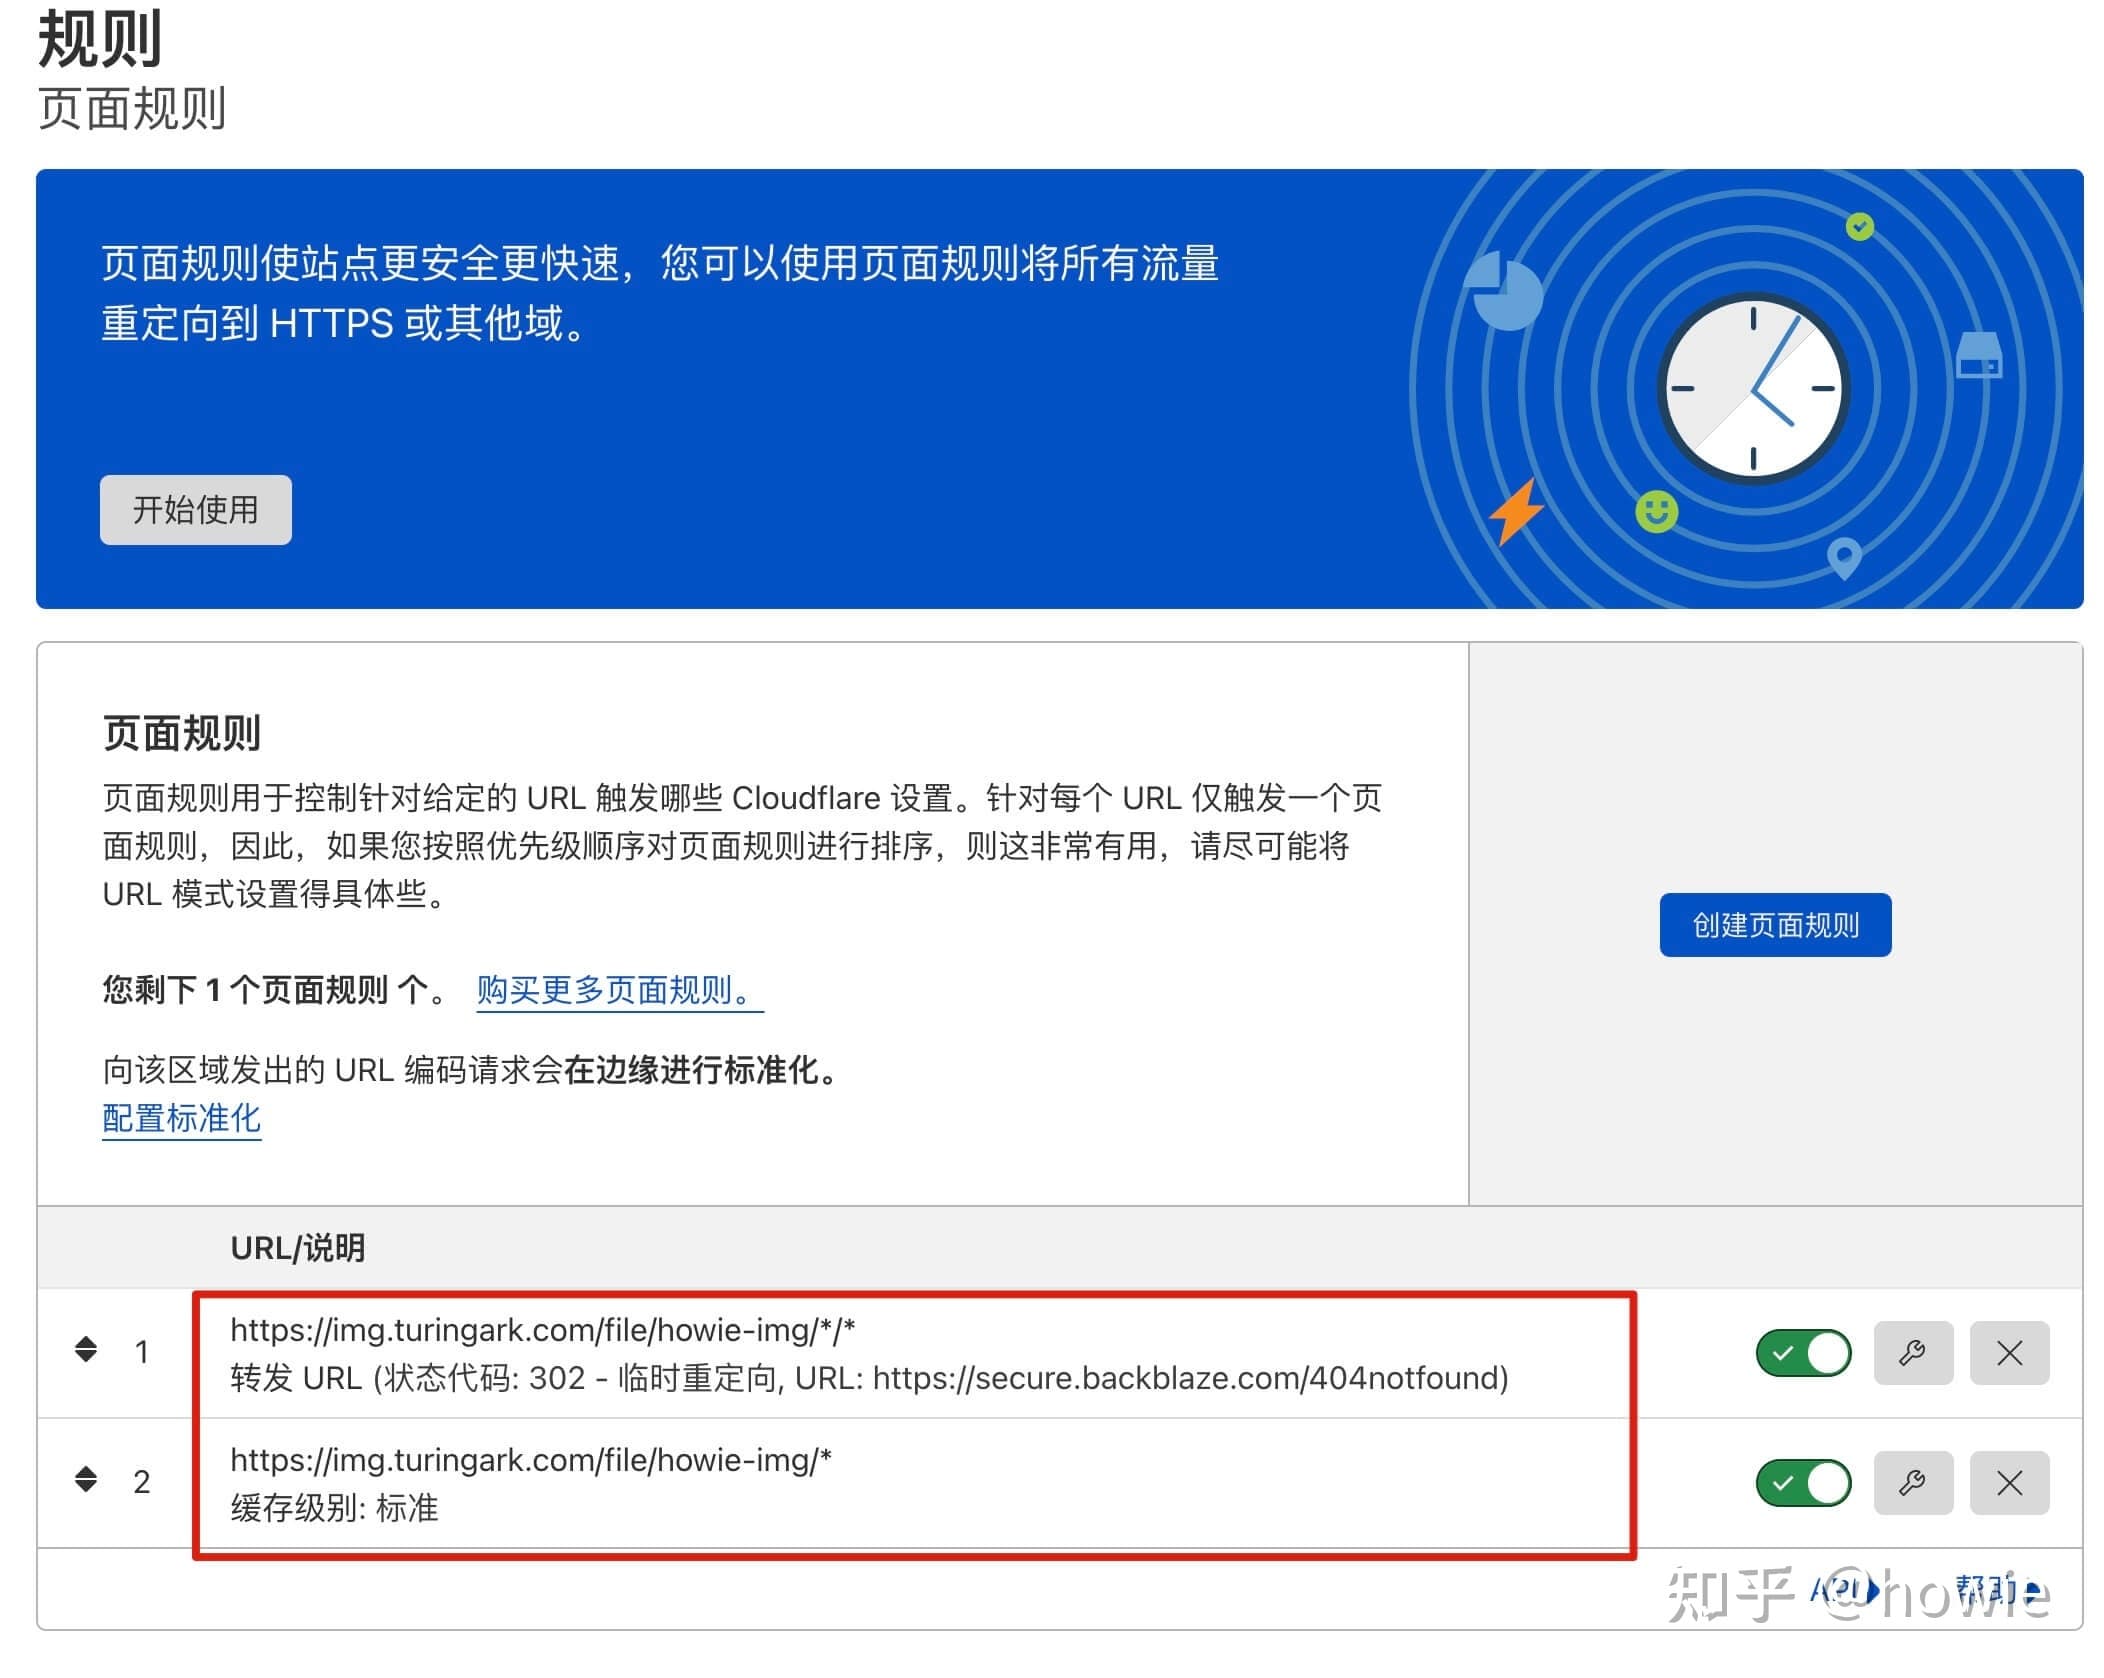 规则
页面规则
页面规则使站点更安全更快速，您可以使用页面规则将所有流量
重定向到 HTTPS 或其他域。
开始使用
页面规则
页面规则用于控制针对给定的 URL 触发哪些 Cloudflare 设置。针对每个 URL 仅触发一个页
面规则，因此，如果您按照优先级顺序对页面规则进行排序，则这非常有用，请尽可能将
URL 模式设置得具体些。
您剩下 1 个页面规则 个。 购买更多页面规则。
向该区域发出的 URL 编码请求会在边缘进行标准化。
配置标准化
创建页面规则
URL/说明
1
https://img.turingark.com/file/howie-img/*/*
转发 URL (状态代码: 302 - 临时重定向, URL: https://secure.backblaze.com/404notfound)
2
https://img.turingark.com/file/howie-img/*
缓存级别: 标准
API 帮助
知乎 @howie